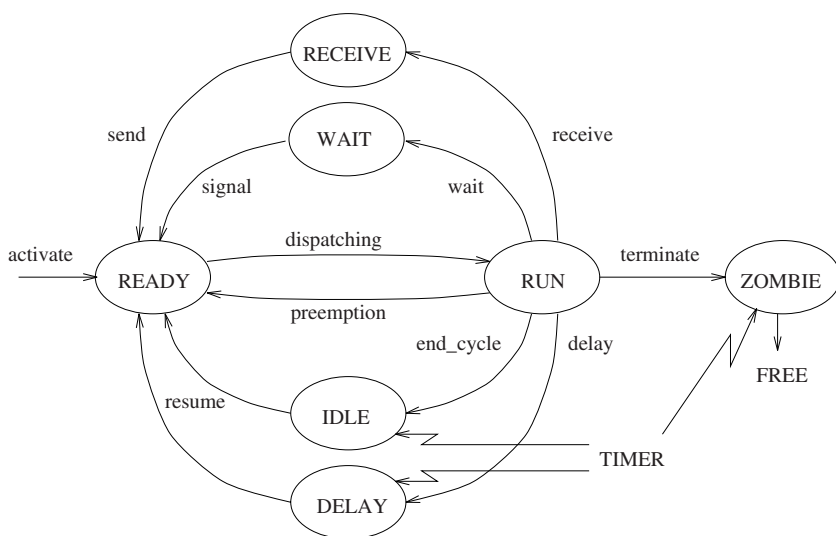 RECEIVE
send
WAIT
receive
signal
wait
activate
dispatching
terminate
READY
RUN
ZOMBIE
preemption
end_cycle
delay
FREE
resume
IDLE
TIMER
DELAY